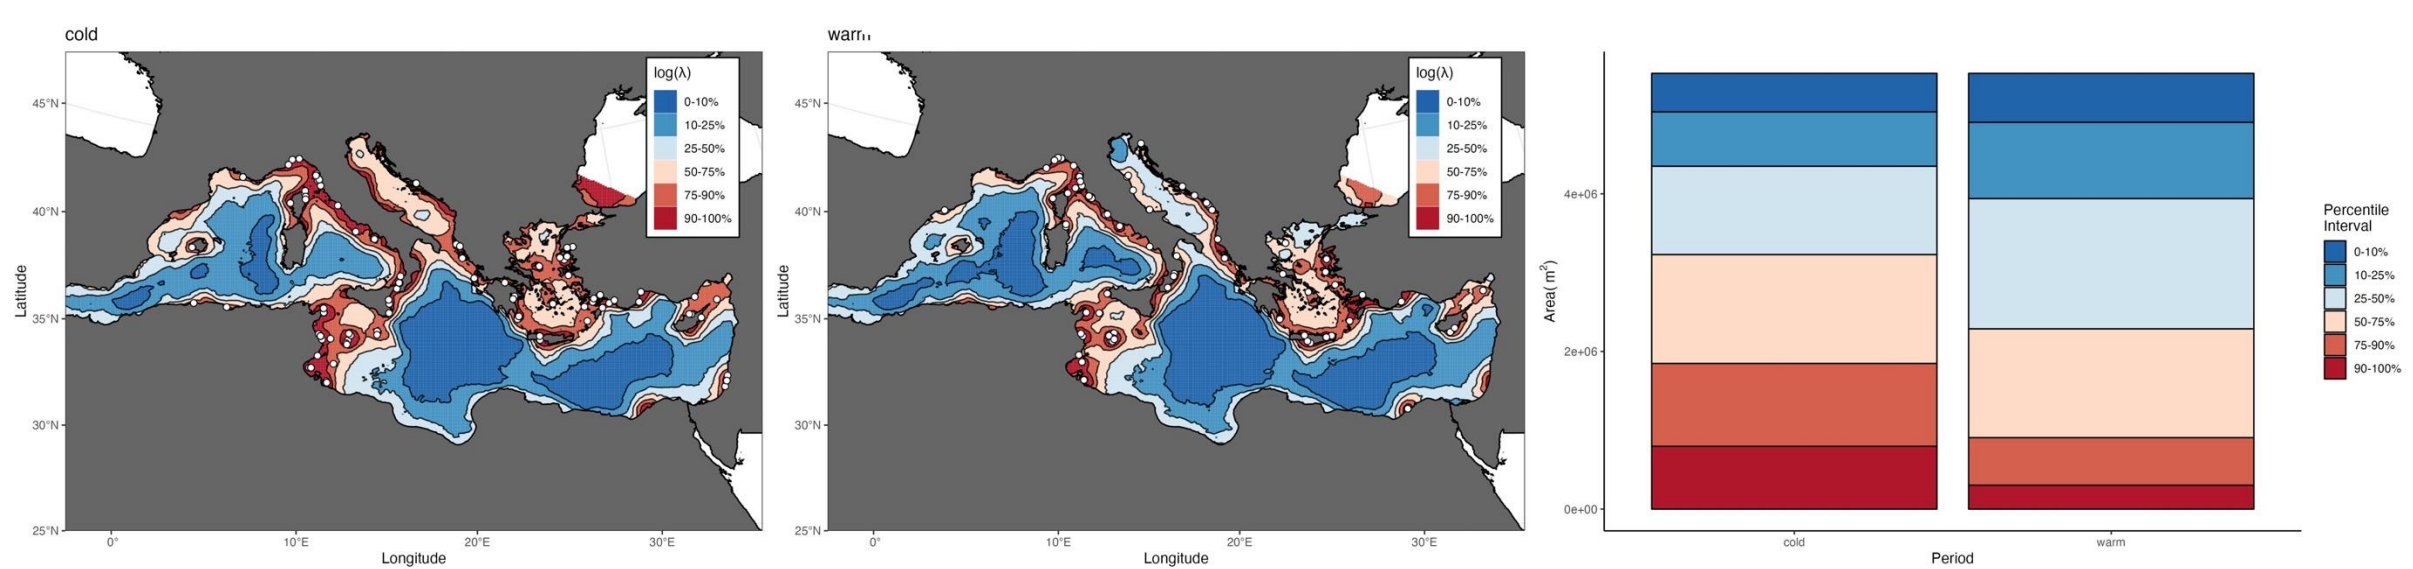 cold
log(λ)
0-10%
10-25%
25-50%
50-75%
75-90%
90-100%
45°N
40°N
35°N
30°N
25°N
Latitude
0°
10°E
20°E
30°E
Longitude
log(λ)
0-10%
10-25%
25-50%
50-75%
75-90%
90-100%
45°N
40°N
35°N
30°N
25°N
Latitude
0°
10°E
20°E
30°E
Longitude
Area( m²)
4e+06
2e+06
0e+00
cold
warm
Period
Percentile
Interval
0-10%
10-25%
25-50%
50-75%
75-90%
90-100%